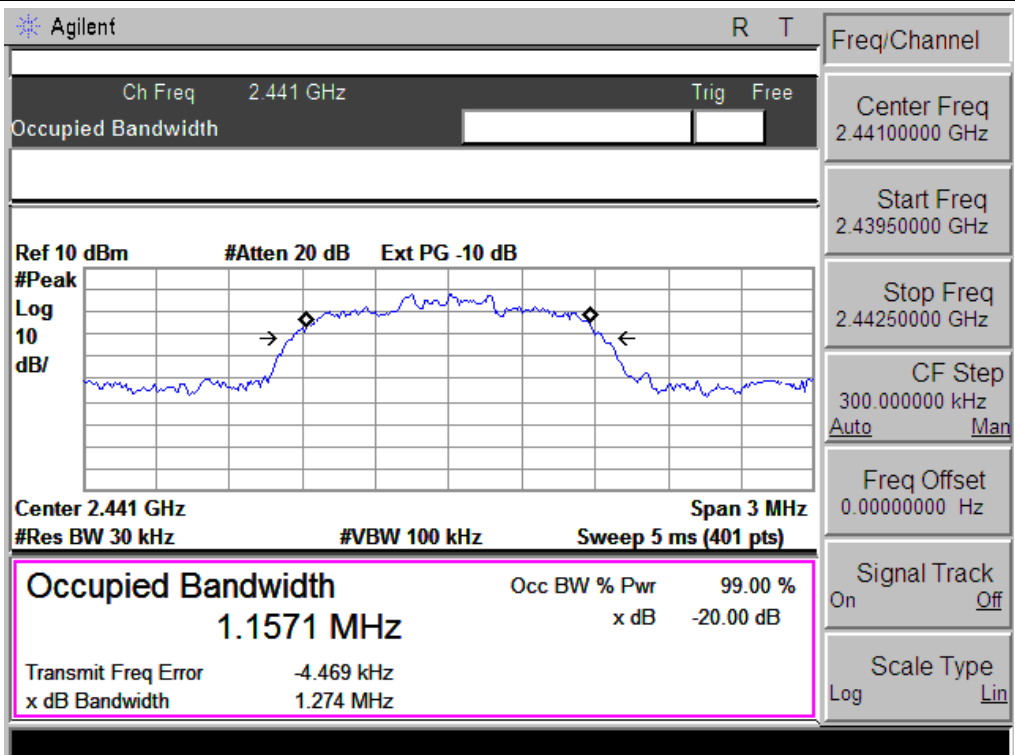 Agilent R T
Ch Freq 2.441 GHz Trig Free
Occupied Bandwidth
Ref 10 dBm #Atten 20 dB Ext PG -10 dB
#Peak
Log
10
dB/
Center 2.441 GHz Span 3 MHz
#Res BW 30 kHz #VBW 100 kHz Sweep 5 ms (401 pts)
Occupied Bandwidth Occ BW % Pwr 99.00 %
1.1571 MHz x dB -20.00 dB
Transmit Freq Error -4.469 kHz
x dB Bandwidth 1.274 MHz
Freq/Channel
Center Freq
2.44100000 GHz
Start Freq
2.43950000 GHz
Stop Freq
2.44250000 GHz
CF Step
300.000000 kHz
Auto Man
Freq Offset
0.00000000 Hz
Signal Track
On Off
Scale Type
Log Lin